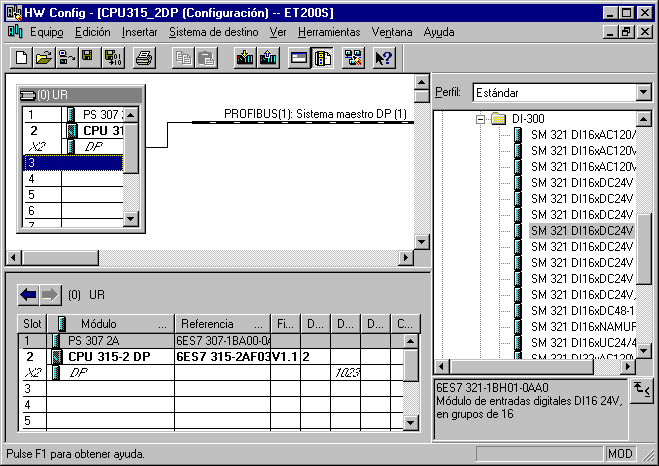 HW Config - [CPU315_2DP (Configuración) -- ET200S]
Equipo Edición Insertar Sistema de destino Ver Herramientas Ventana Ayuda
(0) UR
1 PS 307
2 CPU 31
X2 DP
3
4
5
6
7
PROFIBUS(1): Sistema maestro DP (1)
Perfil: Estándar
DI-300
SM 321 DI16xAC120/
SM 321 DI16xAC120V
SM 321 DI16xAC120V
SM 321 DI16xDC24V
SM 321 DI16xDC24V
SM 321 DI16xDC24V
SM 321 DI16xDC24V
SM 321 DI16xDC24V
SM 321 DI16xDC24V
SM 321 DI16xDC24V
SM 321 DI16xDC24V,
SM 321 DI16xDC48-1
SM 321 DI16xNAMUR
SM 321 DI16xUC24/4
SM 321 DI32xAC120V
(0) UR
Slot Módulo ... Referencia ... Fi... D... D... D... C...
1 PS 307 2A 6ES7 307-1BA00-0A
2 CPU 315-2 DP 6ES7 315-2AF03 V1.1 2
X2 DP 1023
3
4
5
6ES7 321-1BH01-0AA0
Módulo de entradas digitales DI16 24V,
en grupos de 16
Pulse F1 para obtener ayuda. MOD